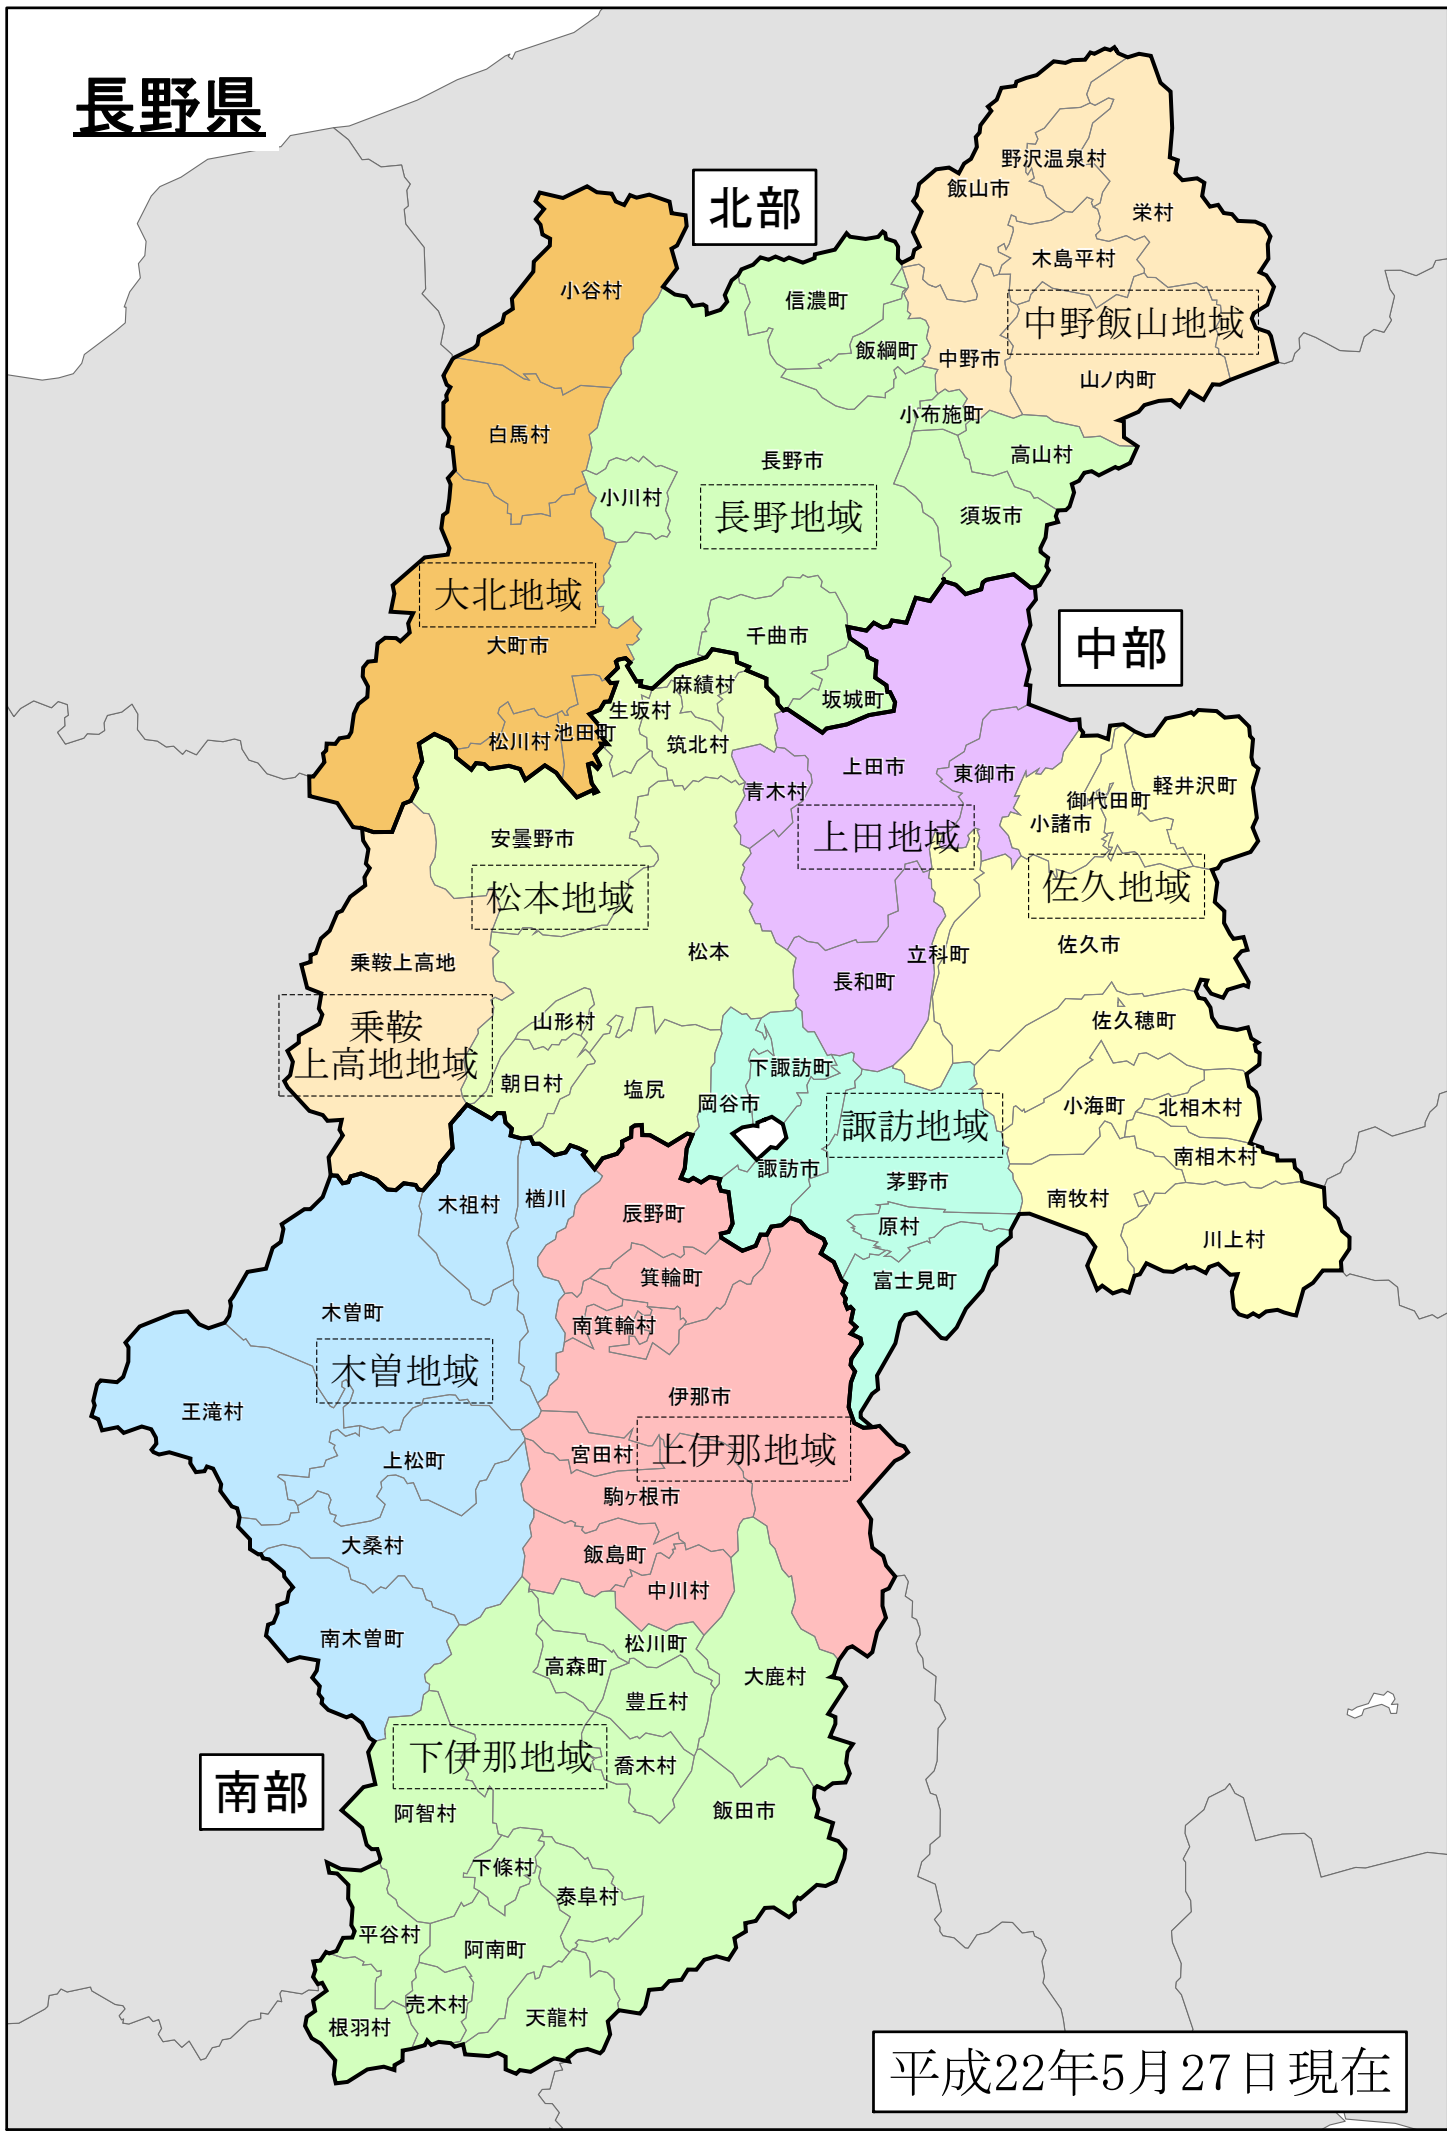 長野県
北部
野沢温泉村
飯山市
栄村
木島平村
小谷村
信濃町
中野飯山地域
飯綱町
中野市
山ノ内町
小布施町
白馬村
高山村
長野市
小川村
長野地域
須坂市
大北地域
千曲市
中部
大町市
麻績村
坂城町
生坂村
池田町
松川村
筑北村
上田市
東御市
青木村
軽井沢町
御代田町
小諸市
安曇野市
上田地域
松本地域
佐久地域
佐久市
松本
立科町
乗鞍上高地
長和町
山形村
佐久穂町
乗鞍
上高地地域
下諏訪町
朝日村
塩尻
岡谷市
小海町
北相木村
諏訪地域
南相木村
諏訪市
茅野市
木祖村
楢川
南牧村
辰野町
原村
川上村
箕輪町
富士見町
木曽町
南箕輪村
木曽地域
伊那市
王滝村
上伊那地域
宮田村
上松町
駒ヶ根市
大桑村
飯島町
中川村
南木曽町
松川町
高森町
大鹿村
豊丘村
下伊那地域
喬木村
南部
阿智村
飯田市
下條村
泰阜村
平谷村
阿南町
売木村
天龍村
根羽村
平成22年5月27日現在